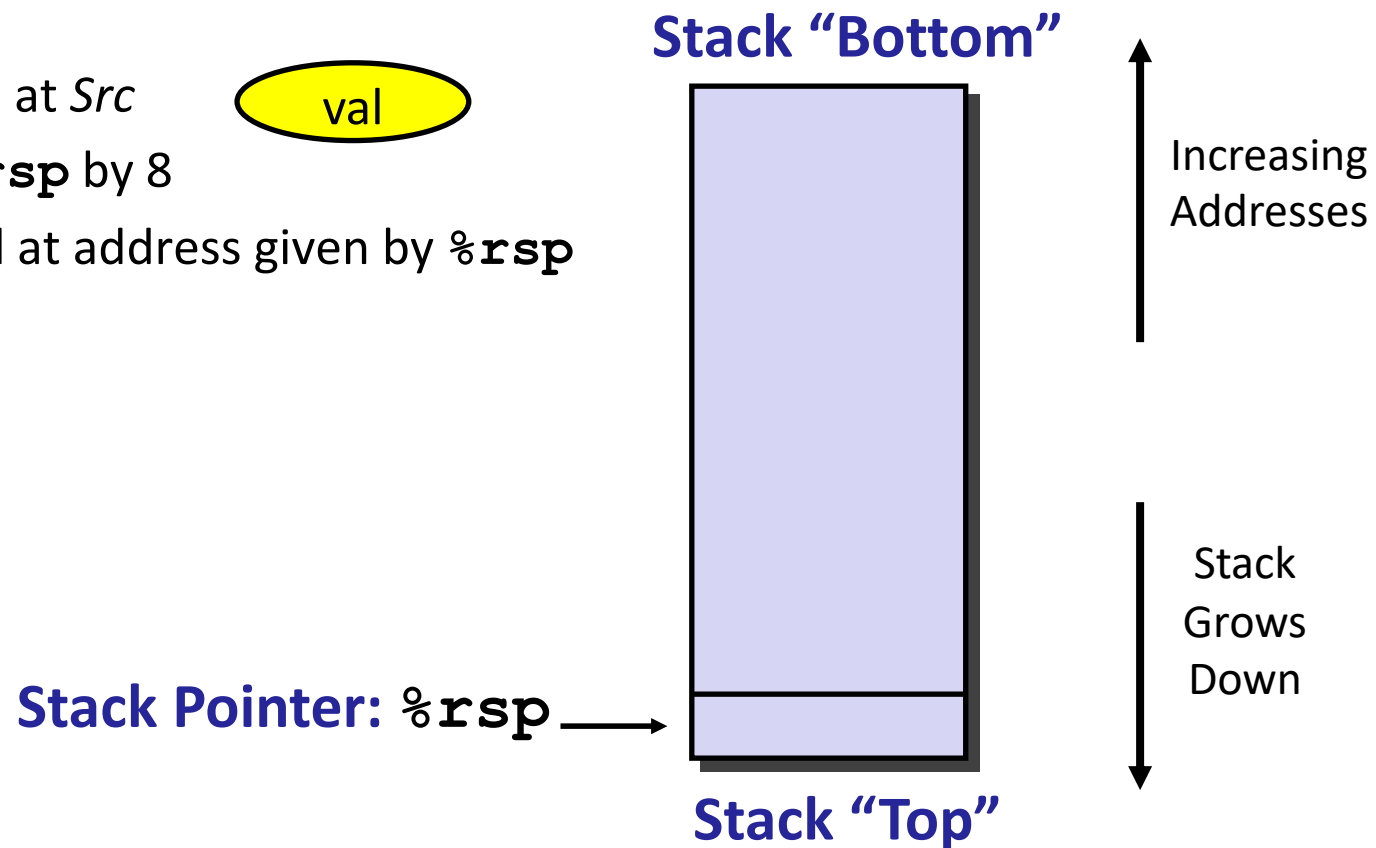 Stack “Bottom”
at Src
val
rsp by 8
at address given by %rsp
Increasing
Addresses
Stack
Grows
Down
Stack Pointer: %rsp
Stack “Top”